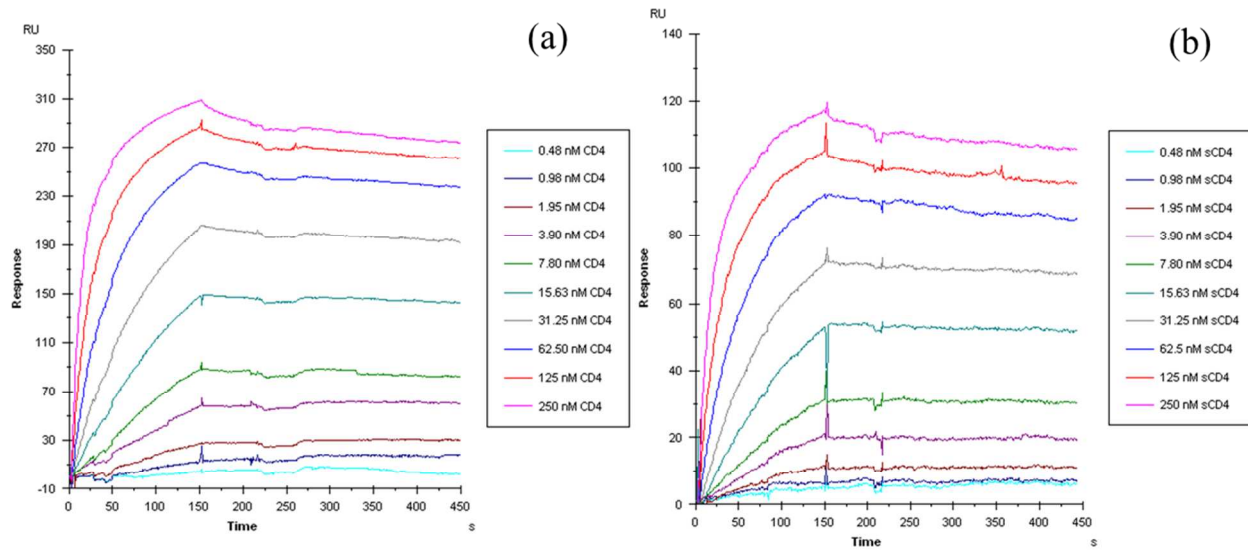 (a)
RU
350
310
270
230
190
150
110
70
30
-10
Response
0 50 100 150 200 250 300 350 400 450
Time s
0.48 nM CD4
0.98 nM CD4
1.95 nM CD4
3.90 nM CD4
7.80 nM CD4
15.63 nM CD4
31.25 nM CD4
62.50 nM CD4
125 nM CD4
250 nM CD4
(b)
RU
140
120
100
80
60
40
20
0
Response
0 50 100 150 200 250 300 350 400 450
Time s
0.48 nM sCD4
0.98 nM sCD4
1.95 nM sCD4
3.90 nM sCD4
7.80 nM sCD4
15.63 nM sCD4
31.25 nM sCD4
62.5 nM sCD4
125 nM sCD4
250 nM sCD4